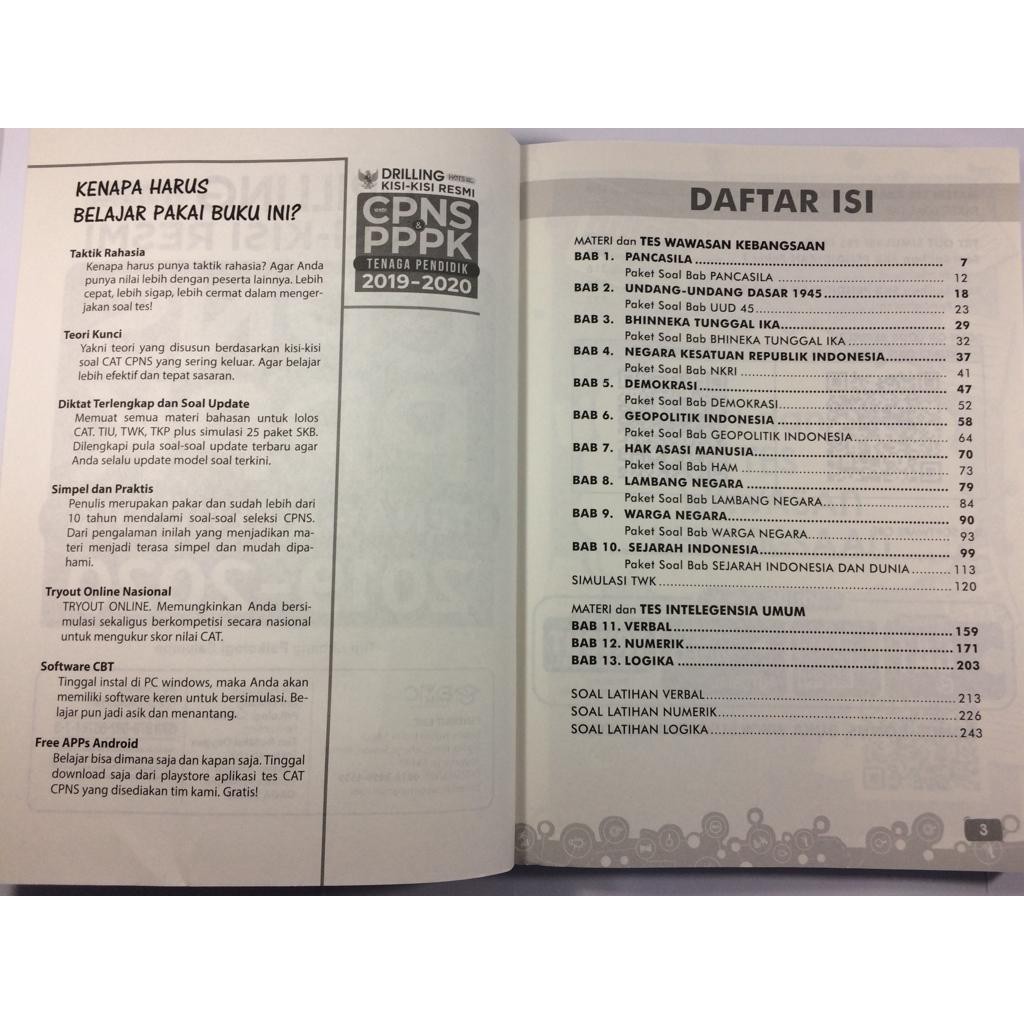 KENAPA HARUS
BELAJAR PAKAI BUKU INI?
Taktik Rahasia
Kenapa harus punya taktik rahasia? Agar Anda
punya nilai lebih dengan peserta lainnya. Lebih
cepat, lebih sigap, lebih cermat dalam menger-
jakan soal tes!
Teori Kunci
Yakni teori yang disusun berdasarkan kisi-kisi
soal CAT CPNS yang sering keluar. Agar belajar
lebih efektif dan tepat sasaran.
Diktat Terlengkap dan Soal Update
Memuat semua materi bahasan untuk lolos
CAT. TIU, TWK, TKP plus simulasi 25 paket SKB.
Dilengkapi pula soal-soal update terbaru agar
Anda selalu update model soal terkini.
Simpel dan Praktis
Penulis merupakan pakar dan sudah lebih dari
10 tahun mendalami soal-soal seleksi CPNS.
Dari pengalaman inilah yang menjadikan ma-
teri menjadi terasa simpel dan mudah dipa-
hami.
Tryout Online Nasional
TRYOUT ONLINE. Memungkinkan Anda bersi-
mulasi sekaligus berkompetisi secara nasional
untuk mengukur skor nilai CAT.
Software CBT
Tinggal instal di PC windows, maka Anda akan
memiliki software keren untuk bersimulasi. Be-
lajar pun jadi asik dan menantang.
Free APPs Android
Belajar bisa dimana saja dan kapan saja. Tinggal
download saja dari playstore aplikasi tes CAT
CPNS yang disediakan tim kami. Gratis!
DRILLING HOTS
KISI-KISI RESMI
CPNS
&
PPPK
TENAGA PENDIDIK
2019-2020
DAFTAR ISI
MATERI dan TES WAWASAN KEBANGSAAN
BAB 1. PANCASILA ........ 7
Paket Soal Bab PANCASILA ........ 12
BAB 2. UNDANG-UNDANG DASAR 1945 ........ 18
Paket Soal Bab UUD 45 ........ 23
BAB 3. BHINNEKA TUNGGAL IKA ........ 29
Paket Soal Bab BHINEKA TUNGGAL IKA ........ 32
BAB 4. NEGARA KESATUAN REPUBLIK INDONESIA ........ 37
Paket Soal Bab NKRI ........ 41
BAB 5. DEMOKRASI ........ 47
Paket Soal Bab DEMOKRASI ........ 52
BAB 6. GEOPOLITIK INDONESIA ........ 58
Paket Soal Bab GEOPOLITIK INDONESIA ........ 64
BAB 7. HAK ASASI MANUSIA ........ 70
Paket Soal Bab HAM ........ 73
BAB 8. LAMBANG NEGARA ........ 79
Paket Soal Bab LAMBANG NEGARA ........ 84
BAB 9. WARGA NEGARA ........ 90
Paket Soal Bab WARGA NEGARA ........ 93
BAB 10. SEJARAH INDONESIA ........ 99
Paket Soal Bab SEJARAH INDONESIA DAN DUNIA ........ 113
SIMULASI TWK ........ 120
MATERI dan TES INTELEGENSIA UMUM
BAB 11. VERBAL ........ 159
BAB 12. NUMERIK ........ 171
BAB 13. LOGIKA ........ 203
SOAL LATIHAN VERBAL ........ 213
SOAL LATIHAN NUMERIK ........ 226
SOAL LATIHAN LOGIKA ........ 243
3